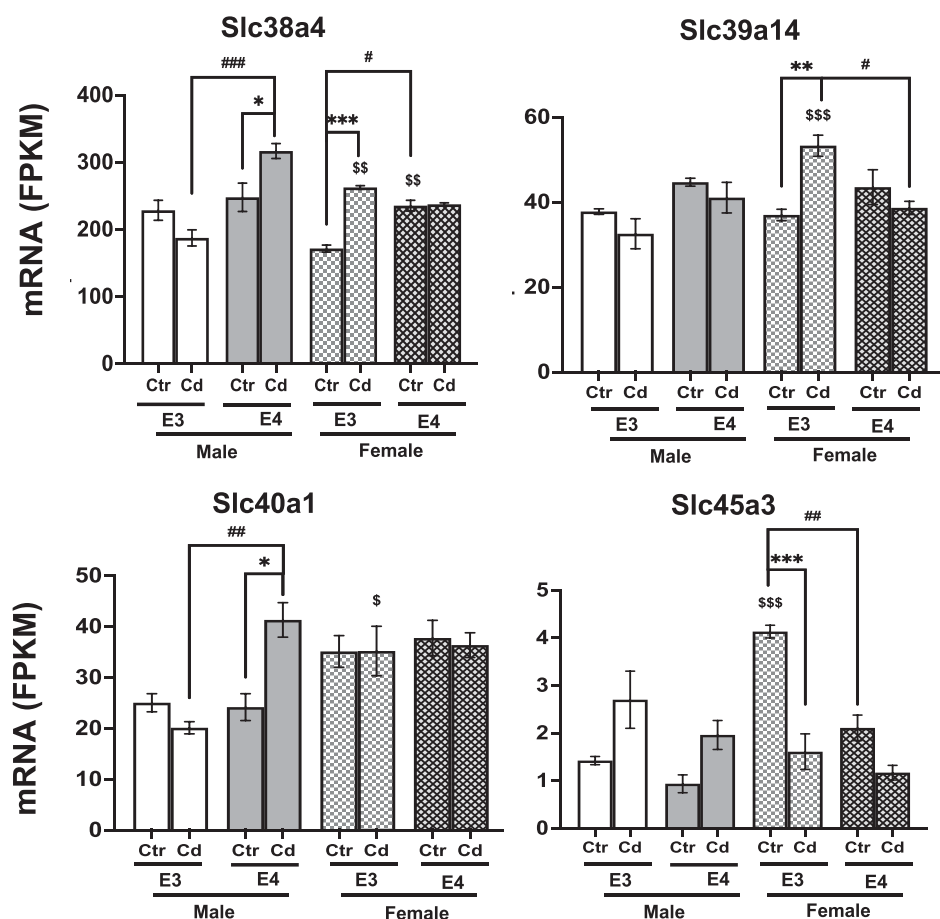 Slc38a4
mRNA (FPKM)
400
300
200
100
0
###
*
#
***
$$
$$
Ctr Cd Ctr Cd Ctr Cd Ctr Cd
E3 E4 E3 E4
Male Female
Slc39a14
60
40
20
0
**
#
$$$
Ctr Cd Ctr Cd Ctr Cd Ctr Cd
E3 E4 E3 E4
Male Female
Slc40a1
mRNA (FPKM)
50
40
30
20
10
0
##
*
$
Ctr Cd Ctr Cd Ctr Cd Ctr Cd
E3 E4 E3 E4
Male Female
Slc45a3
5
4
3
2
1
0
##
***
$$$
Ctr Cd Ctr Cd Ctr Cd Ctr Cd
E3 E4 E3 E4
Male Female